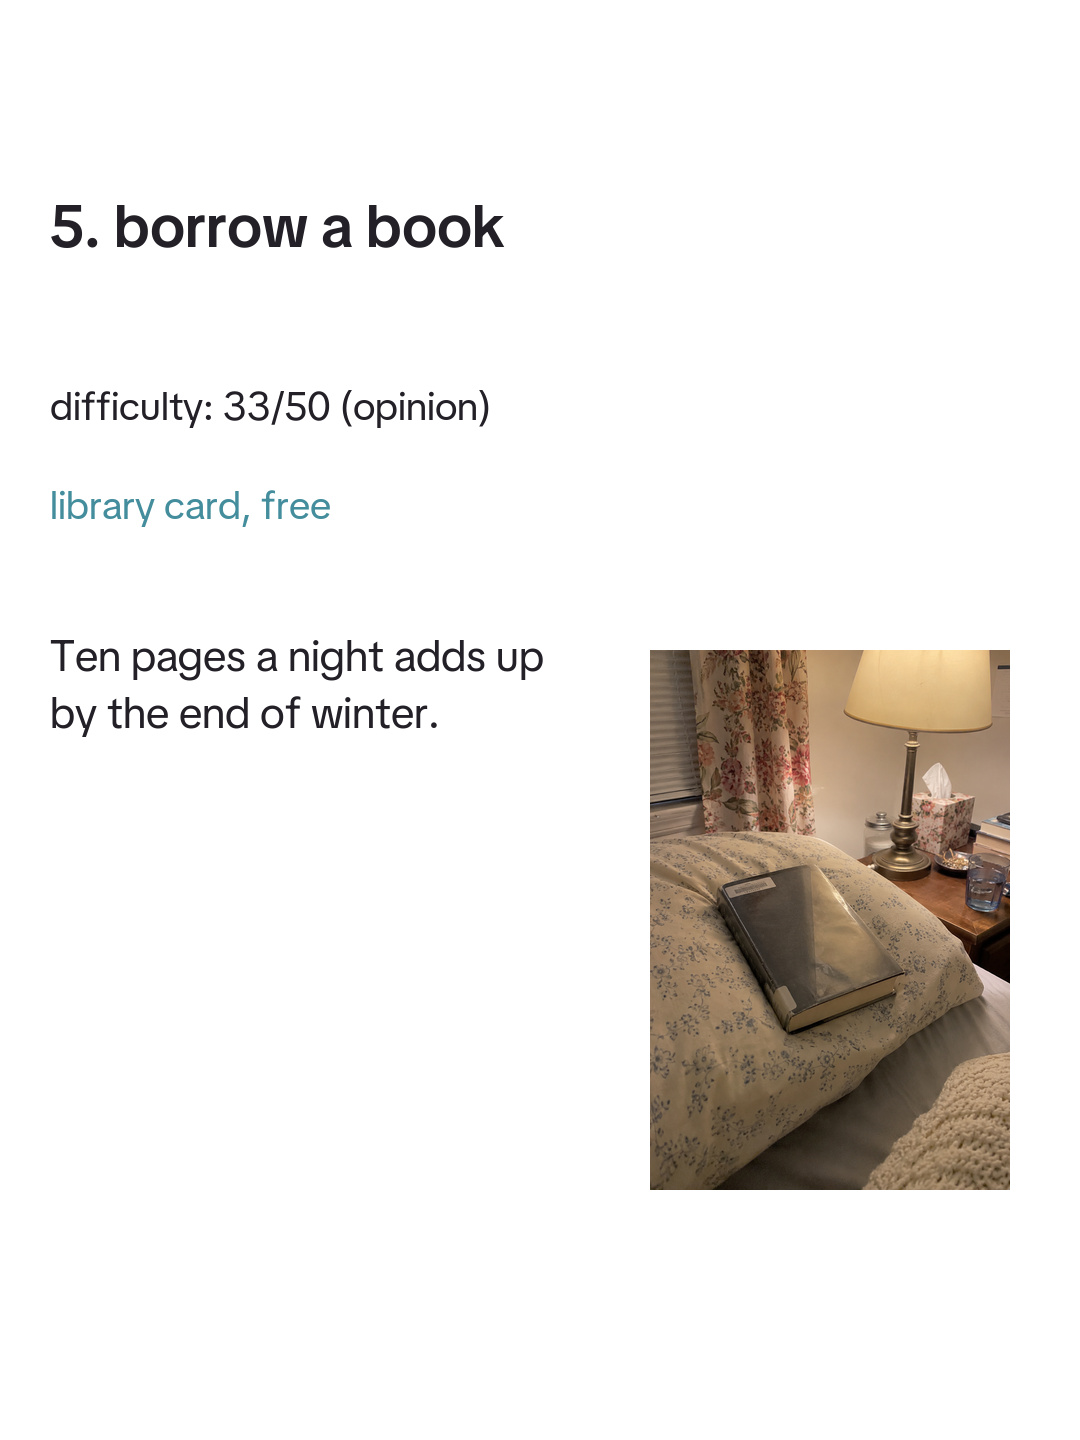 5. borrow a book
difficulty: 33/50 (opinion)
library card, free
Ten pages a night adds up
by the end of winter.